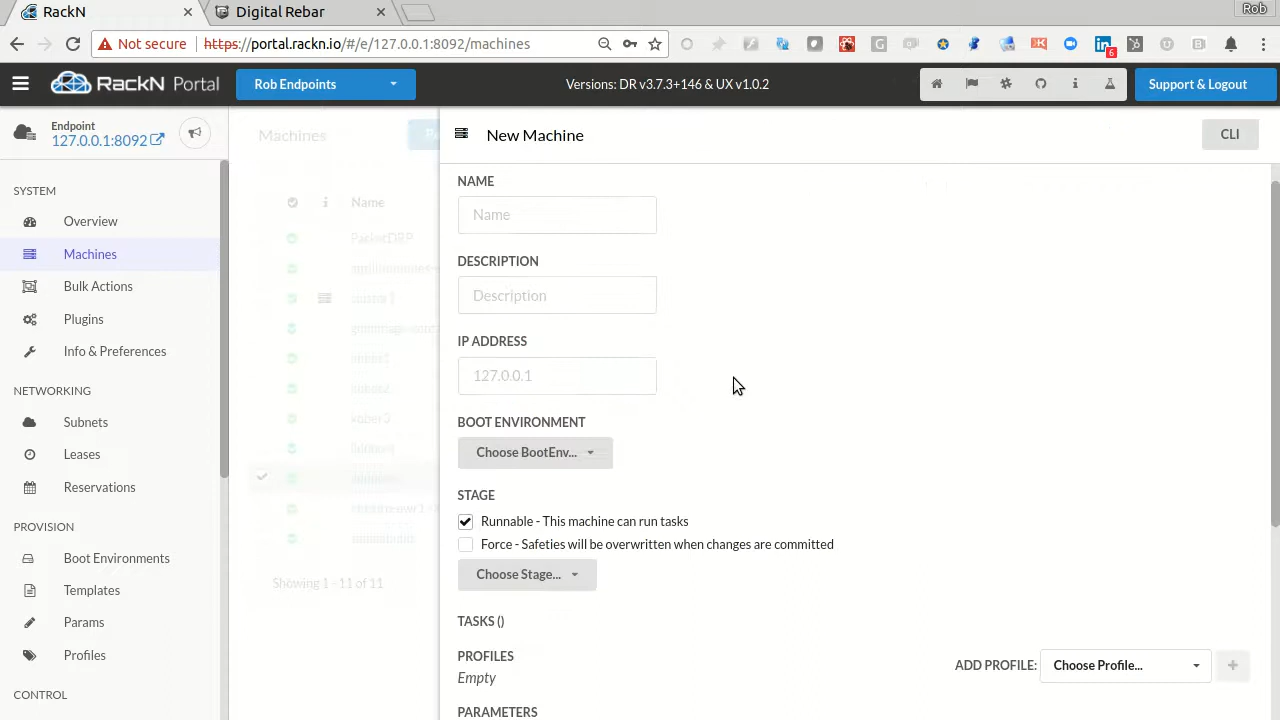 RackN
Digital Rebar
Rob
Not secure
https://portal.rackn.io/#/e/127.0.0.1:8092/machines
6
RackN Portal
Rob Endpoints
Versions: DR v3.7.3+146 & UX v1.0.2
Support & Logout
Endpoint
127.0.0.1:8092
Machines
New Machine
CLI
SYSTEM
Overview
Machines
Bulk Actions
Plugins
Info & Preferences
NETWORKING
Subnets
Leases
Reservations
PROVISION
Boot Environments
Templates
Params
Profiles
CONTROL
Name
PacketDRP
Showing 1 - 11 of 11
NAME
Name
DESCRIPTION
Description
IP ADDRESS
127.0.0.1
BOOT ENVIRONMENT
Choose BootEnv...
STAGE
Runnable - This machine can run tasks
Force - Safeties will be overwritten when changes are committed
Choose Stage...
TASKS ()
PROFILES
Empty
ADD PROFILE:
Choose Profile...
+
PARAMETERS